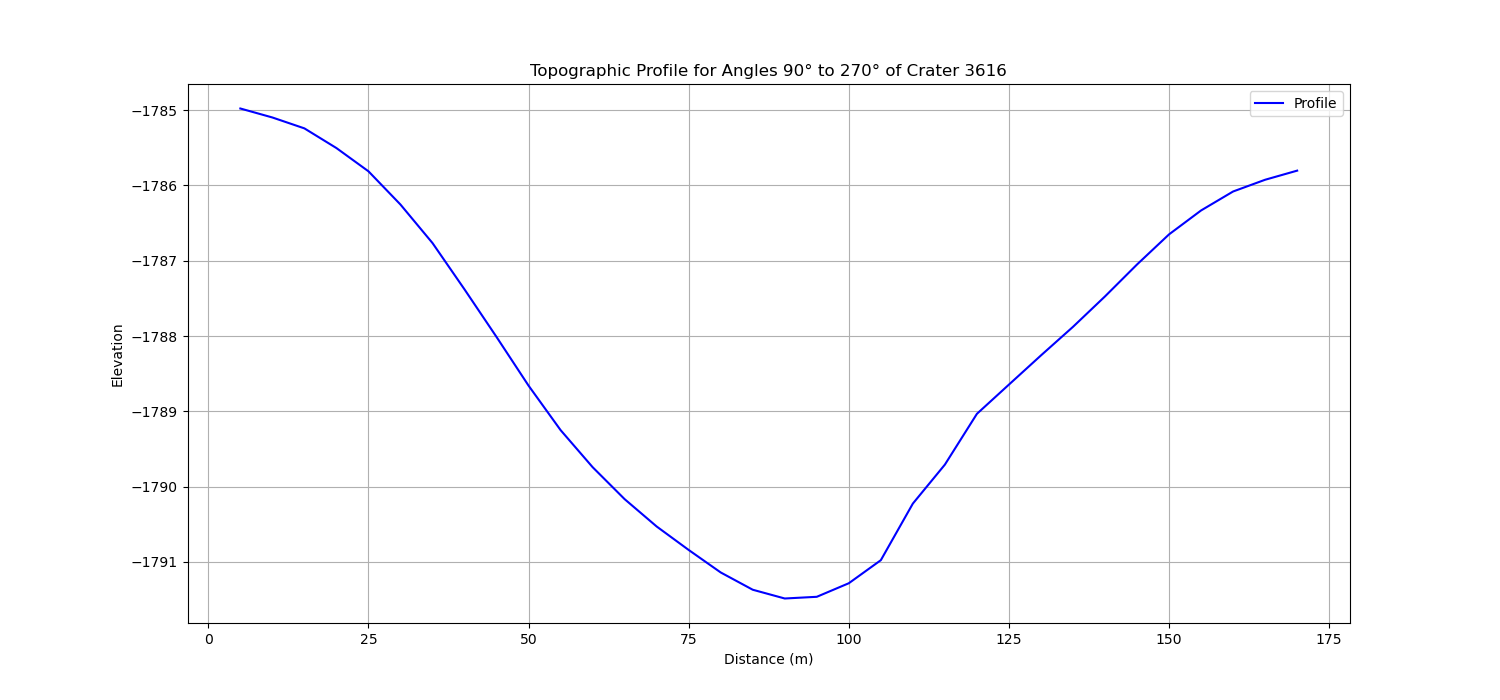 Topographic Profile for Angles 90° to 270° of Crater 3616
Profile
−1785
−1786
−1787
−1788
−1789
−1790
−1791
Elevation
0 25 50 75 100 125 150 175
Distance (m)